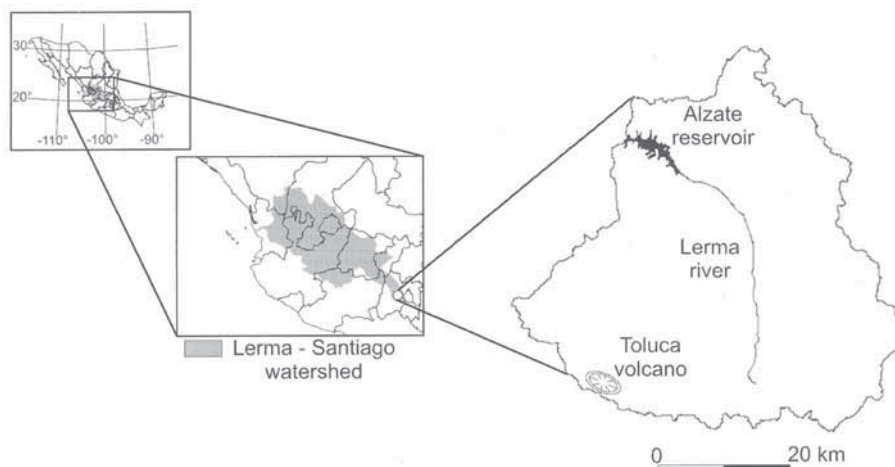 30°
20°
-110° -100° -90°
Lerma - Santiago
watershed
Alzate
reservoir
Lerma
river
Toluca
volcano
0 20 km